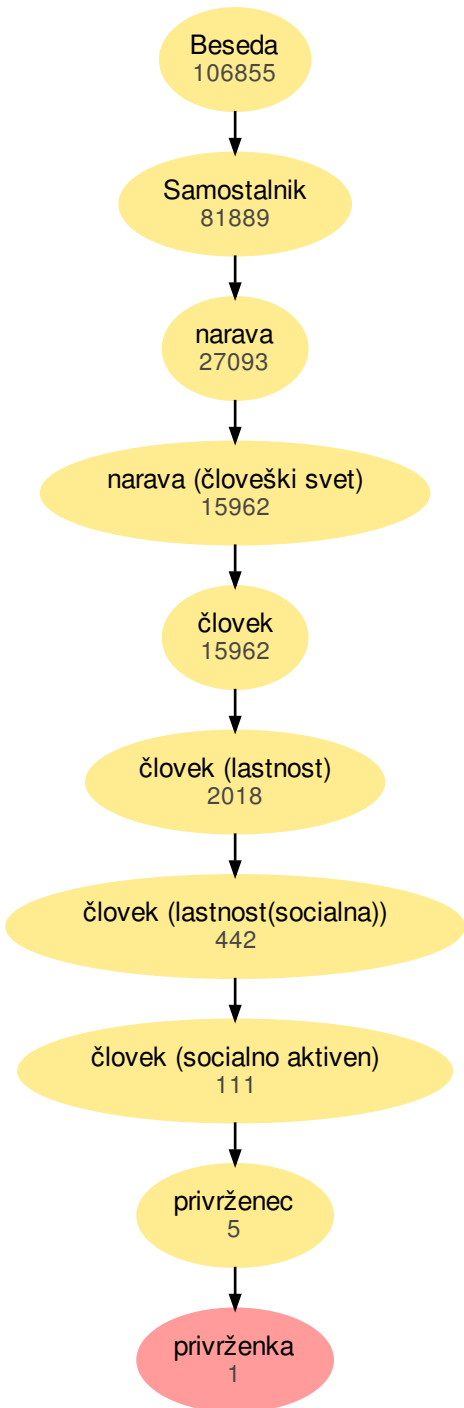 Beseda
106855
Samostalnik
81889
narava
27093
narava (človeški svet)
15962
človek
15962
človek (lastnost)
2018
človek (lastnost(socialna))
442
človek (socialno aktiven)
111
privrženec
5
privrženka
1